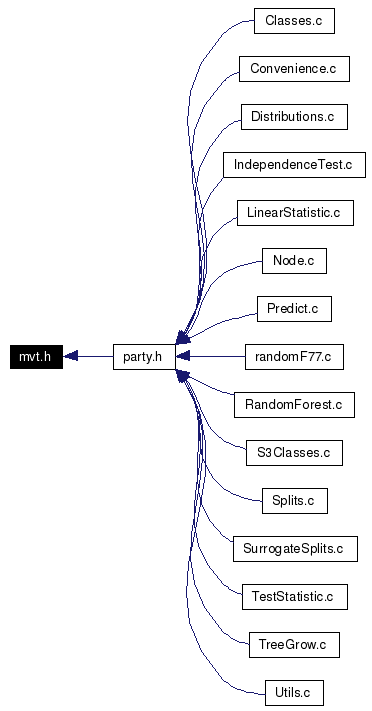 Classes.c
Convenience.c
Distributions.c
IndependenceTest.c
LinearStatistic.c
Node.c
Predict.c
mvt.h
party.h
randomF77.c
RandomForest.c
S3Classes.c
Splits.c
SurrogateSplits.c
TestStatistic.c
TreeGrow.c
Utils.c